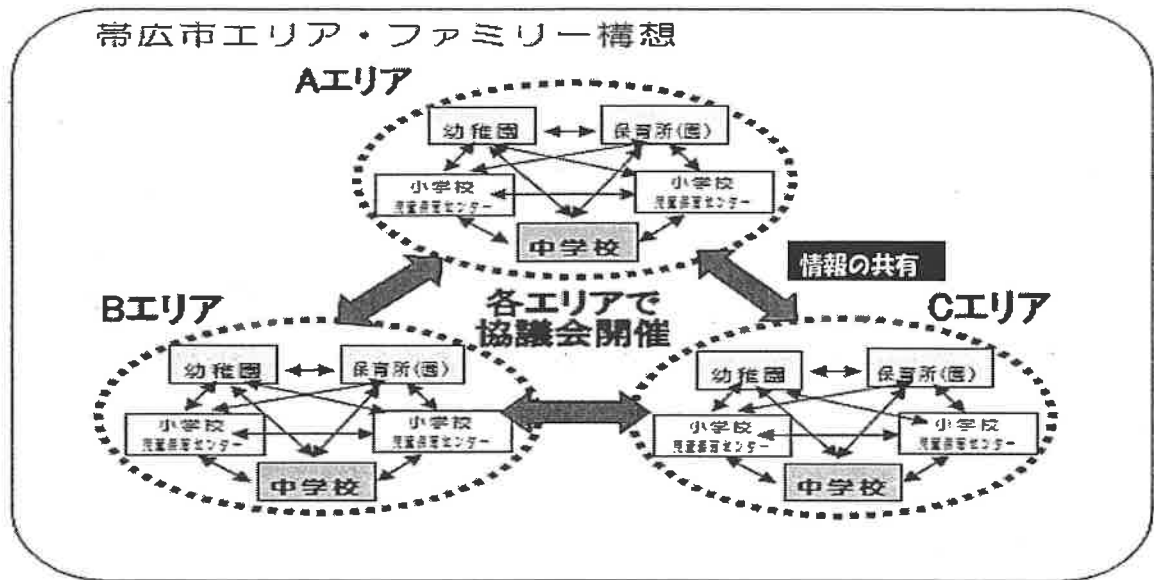 帯広市エリア・ファミリー構想
Aエリア
幼稚園
保育所(園)
小学校
児童保育センター
小学校
児童保育センター
中学校
情報の共有
各エリアで
協議会開催
Bエリア
幼稚園
保育所(園)
小学校
児童保育センター
小学校
児童保育センター
中学校
Cエリア
幼稚園
保育所(園)
小学校
児童保育センター
小学校
児童保育センター
中学校